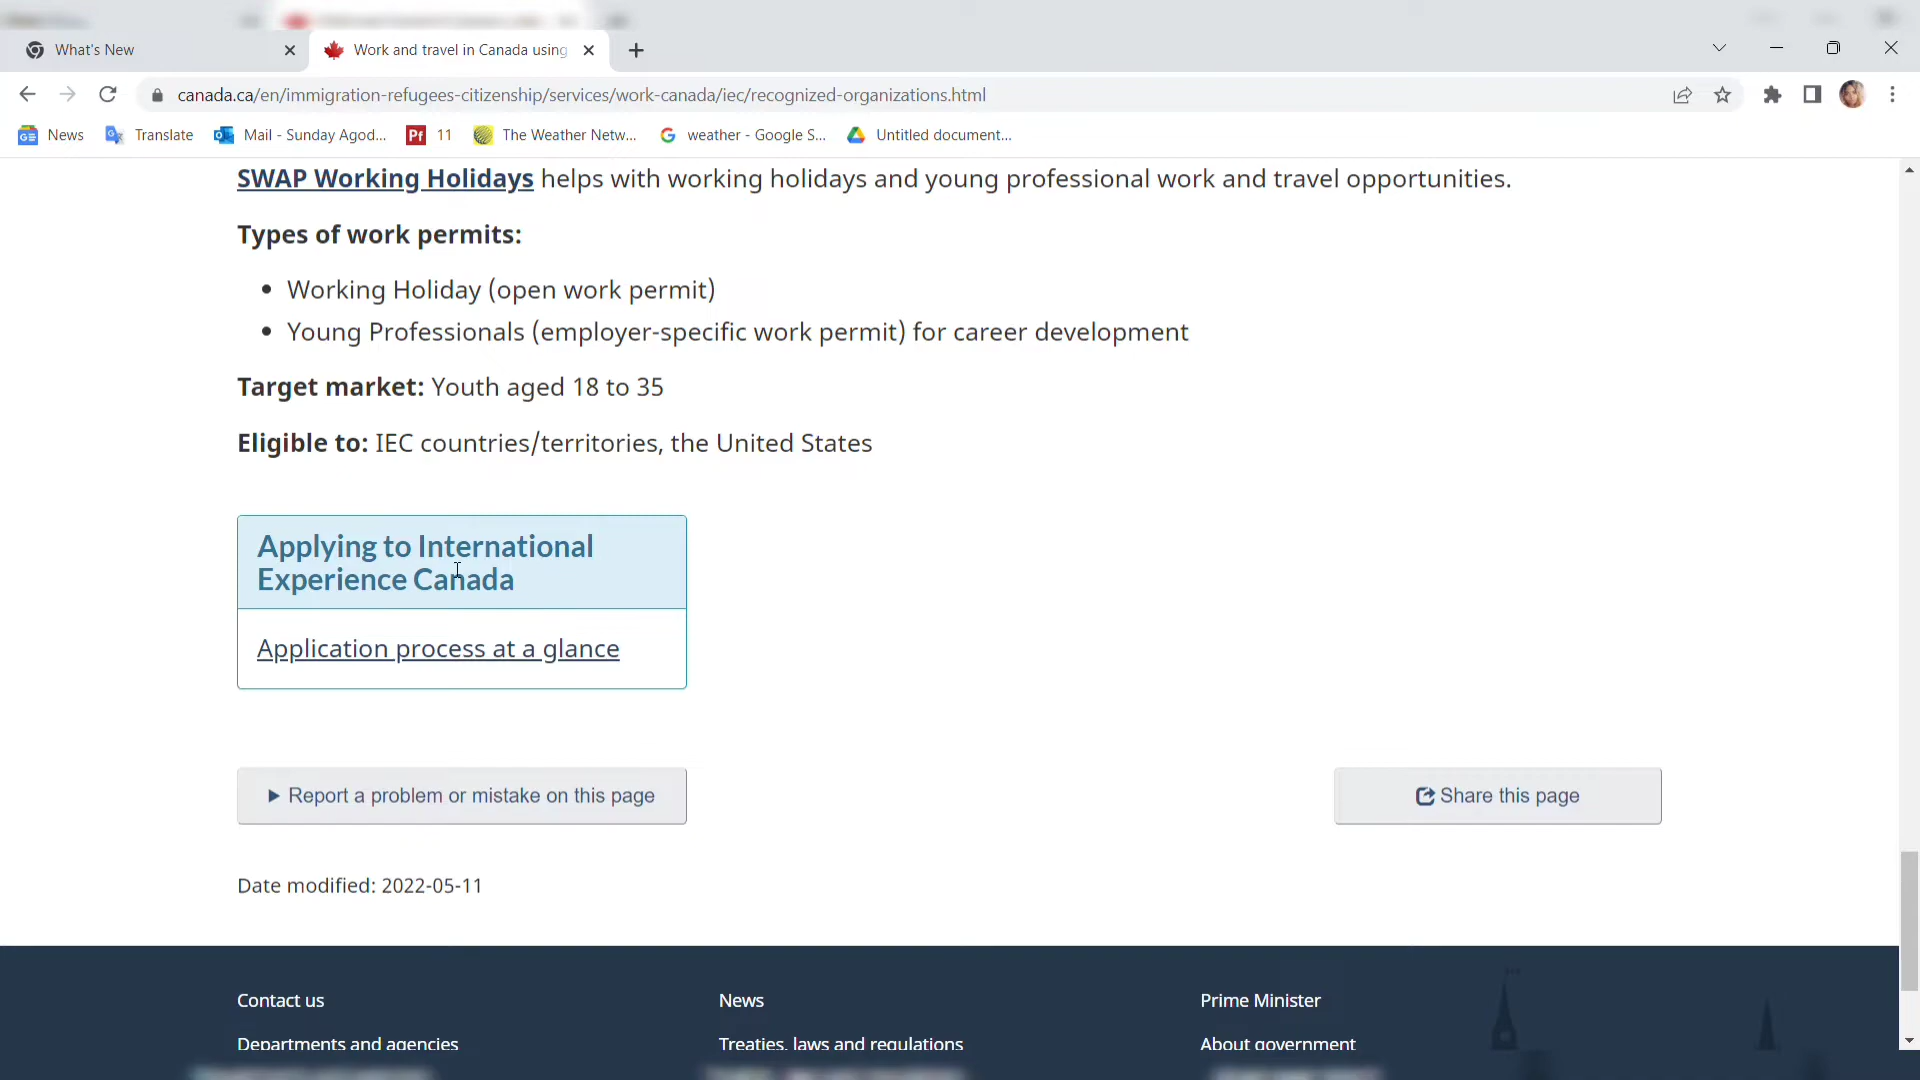 What's New
Work and travel in Canada using
canada.ca/en/immigration-refugees-citizenship/services/work-canada/iec/recognized-organizations.html
News
Translate
Mail - Sunday Agod...
Pf 11
The Weather Netw...
weather - Google S...
Untitled document...
SWAP Working Holidays helps with working holidays and young professional work and travel opportunities.
Types of work permits:
• Working Holiday (open work permit)
• Young Professionals (employer-specific work permit) for career development
Target market: Youth aged 18 to 35
Eligible to: IEC countries/territories, the United States
Applying to International
Experience Canada
Application process at a glance
Report a problem or mistake on this page
Share this page
Date modified: 2022-05-11
Contact us
News
Prime Minister
Departments and agencies
Treaties, laws and regulations
About government